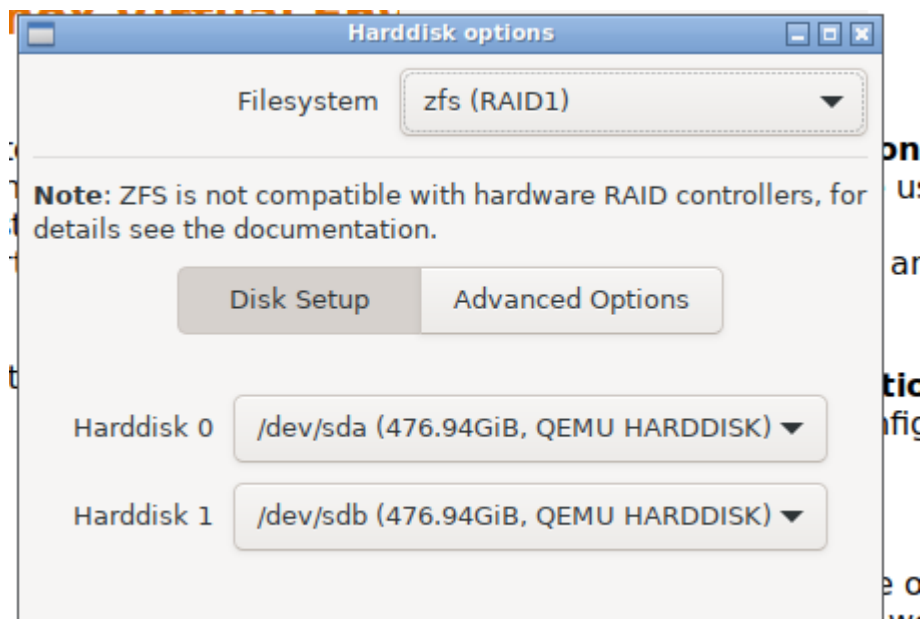 Harddisk options
Filesystem zfs (RAID1)
Note: ZFS is not compatible with hardware RAID controllers, for
details see the documentation.
Disk Setup Advanced Options
Harddisk 0 /dev/sda (476.94GiB, QEMU HARDDISK)
Harddisk 1 /dev/sdb (476.94GiB, QEMU HARDDISK)